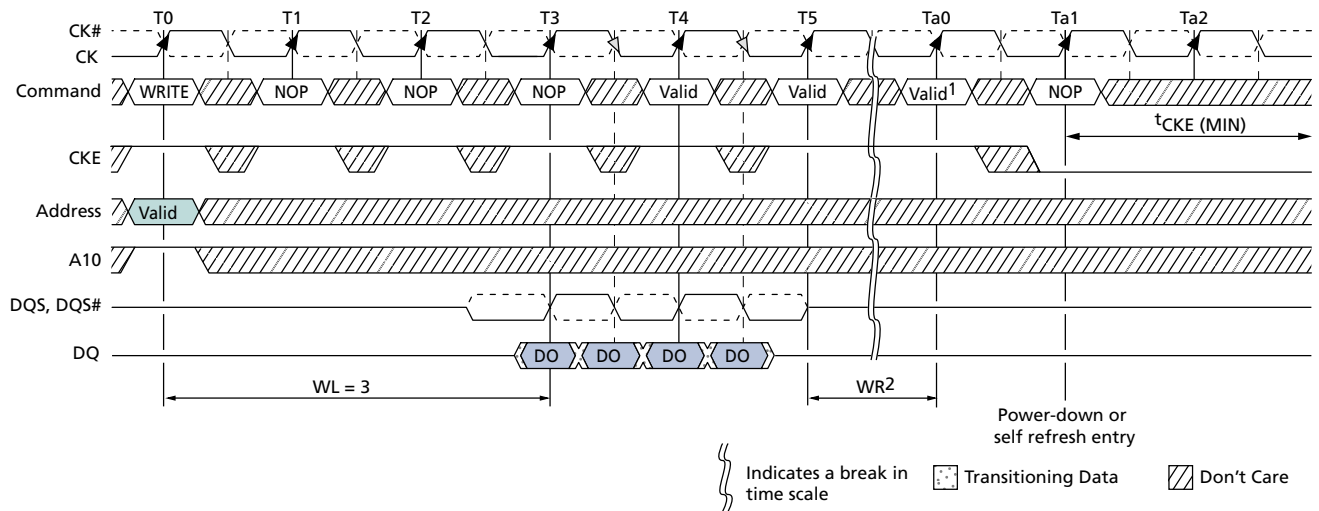 T0 T1 T2 T3 T4 T5 Ta0 Ta1 Ta2
CK#
CK
Command WRITE NOP NOP NOP Valid Valid Valid1 NOP
tCKE (MIN)
CKE
Address Valid
A10
DQS, DQS#
DQ DO DO DO DO
WL = 3 WR2
Power-down or
self refresh entry
Indicates a break in
time scale
Transitioning Data
Don't Care